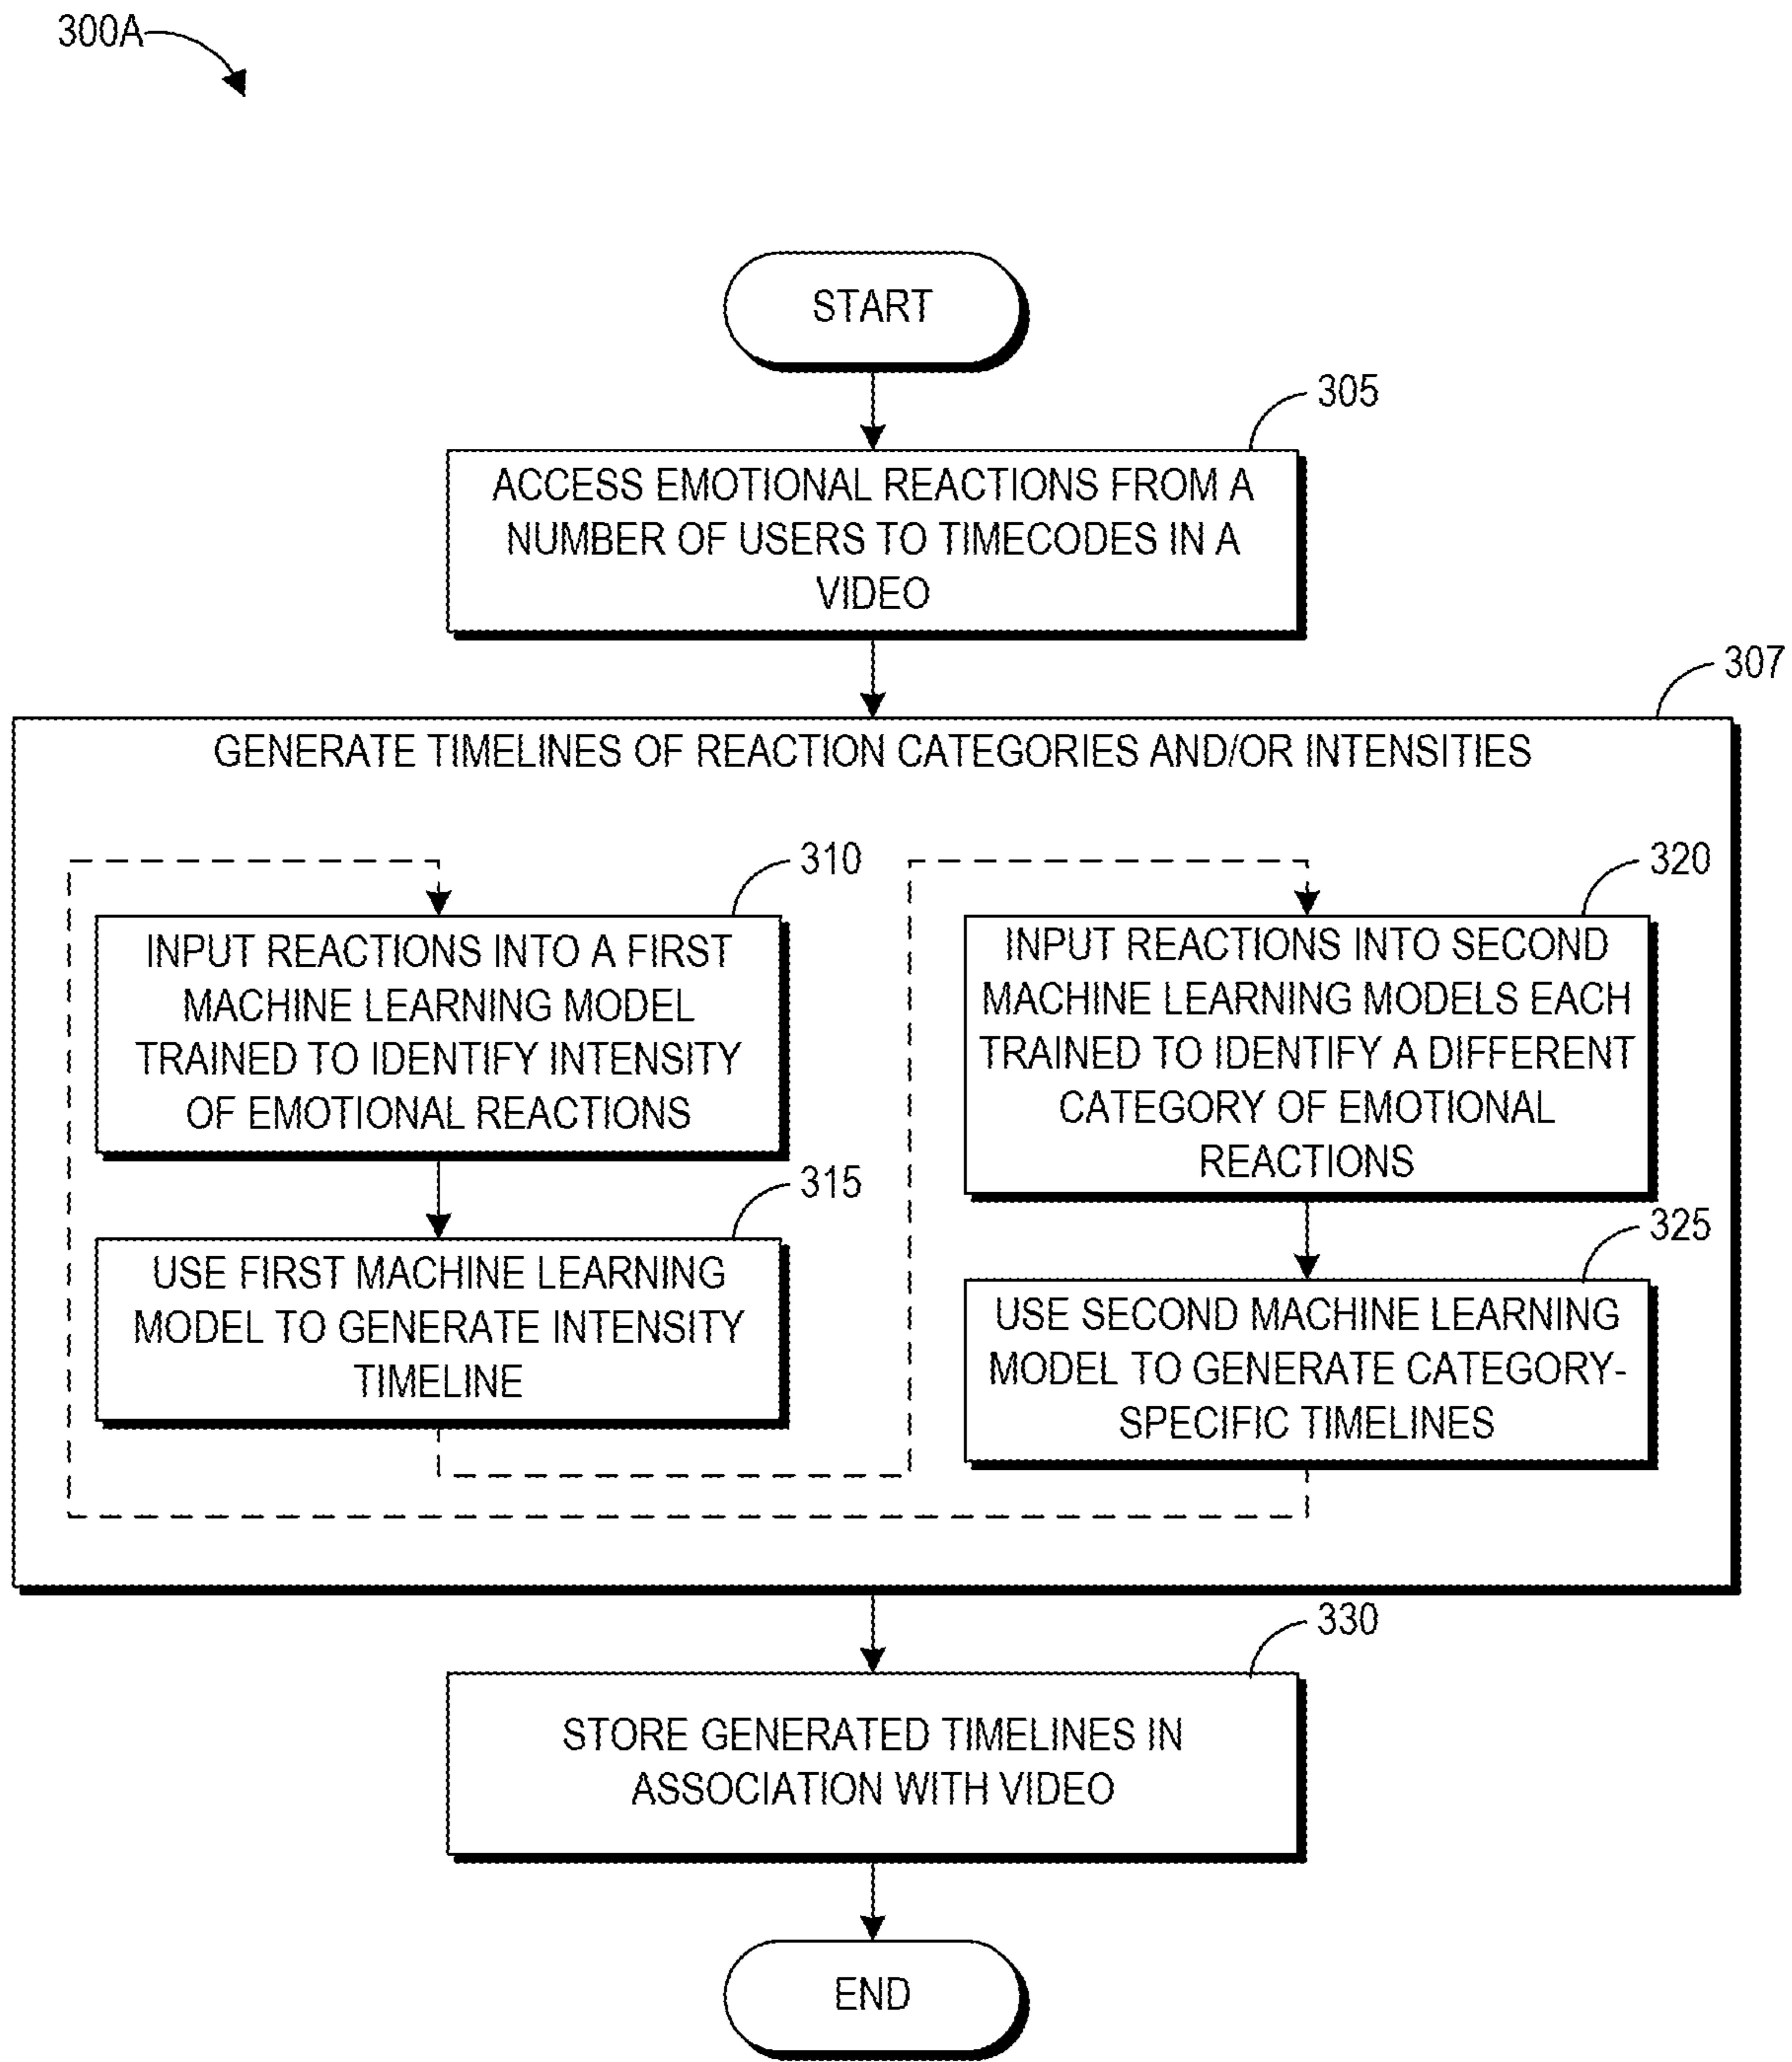 300A
START
305
ACCESS EMOTIONAL REACTIONS FROM A
NUMBER OF USERS TO TIMECODES IN A
VIDEO
307
GENERATE TIMELINES OF REACTION CATEGORIES AND/OR INTENSITIES
310
INPUT REACTIONS INTO A FIRST
MACHINE LEARNING MODEL
TRAINED TO IDENTIFY INTENSITY
OF EMOTIONAL REACTIONS
315
USE FIRST MACHINE LEARNING
MODEL TO GENERATE INTENSITY
TIMELINE
320
INPUT REACTIONS INTO SECOND
MACHINE LEARNING MODELS EACH
TRAINED TO IDENTIFY A DIFFERENT
CATEGORY OF EMOTIONAL
REACTIONS
325
USE SECOND MACHINE LEARNING
MODEL TO GENERATE CATEGORY-
SPECIFIC TIMELINES
330
STORE GENERATED TIMELINES IN
ASSOCIATION WITH VIDEO
END